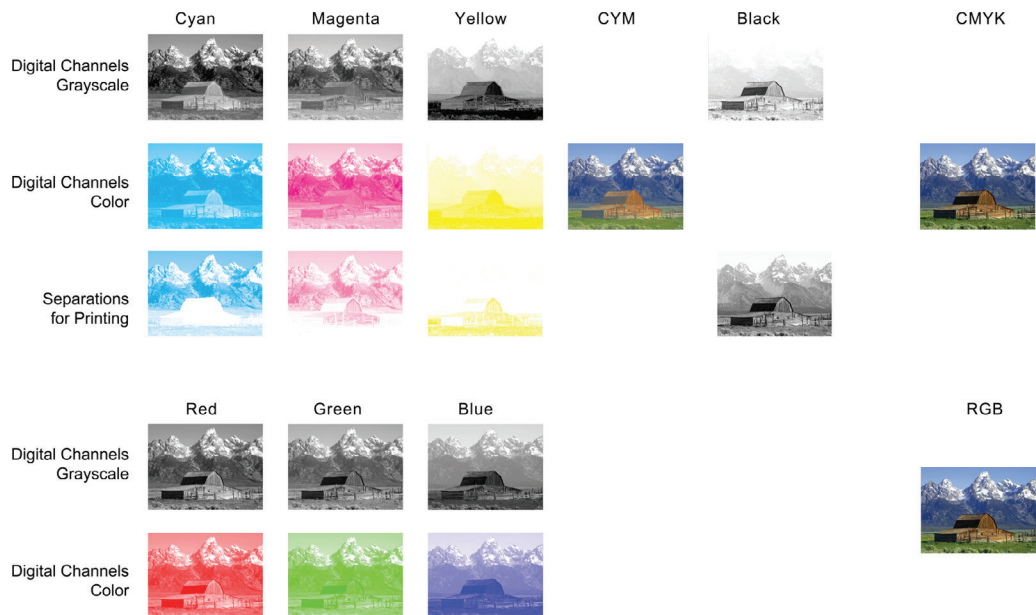 Cyan Magenta Yellow CYM Black CMYK
Digital Channels
Grayscale
Digital Channels
Color
Separations
for Printing
Red Green Blue RGB
Digital Channels
Grayscale
Digital Channels
Color